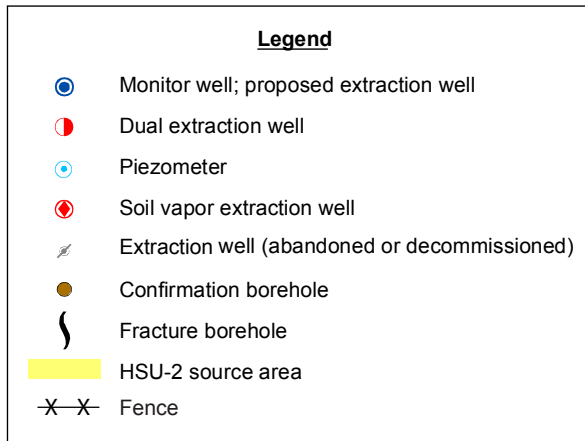 Legend
Monitor well; proposed extraction well
Dual extraction well
Piezometer
Soil vapor extraction well
Extraction well (abandoned or decommissioned)
Confirmation borehole
Fracture borehole
HSU-2 source area
X X Fence